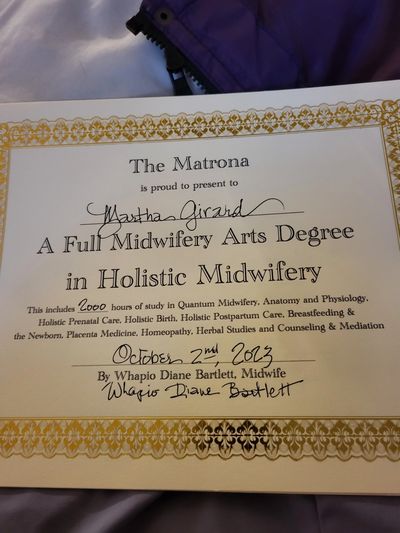 The Matrona
is proud to present to
Martha Girard
A Full Midwifery Arts Degree
in Holistic Midwifery
This includes 2000 hours of study in Quantum Midwifery, Anatomy and Physiology,
Holistic Prenatal Care, Holistic Birth, Holistic Postpartum Care, Breastfeeding &
the Newborn, Placenta Medicine, Homeopathy, Herbal Studies and Counseling & Mediation
October 2nd, 2023
By Whapio Diane Bartlett, Midwife
Whapio Diane Bartlett